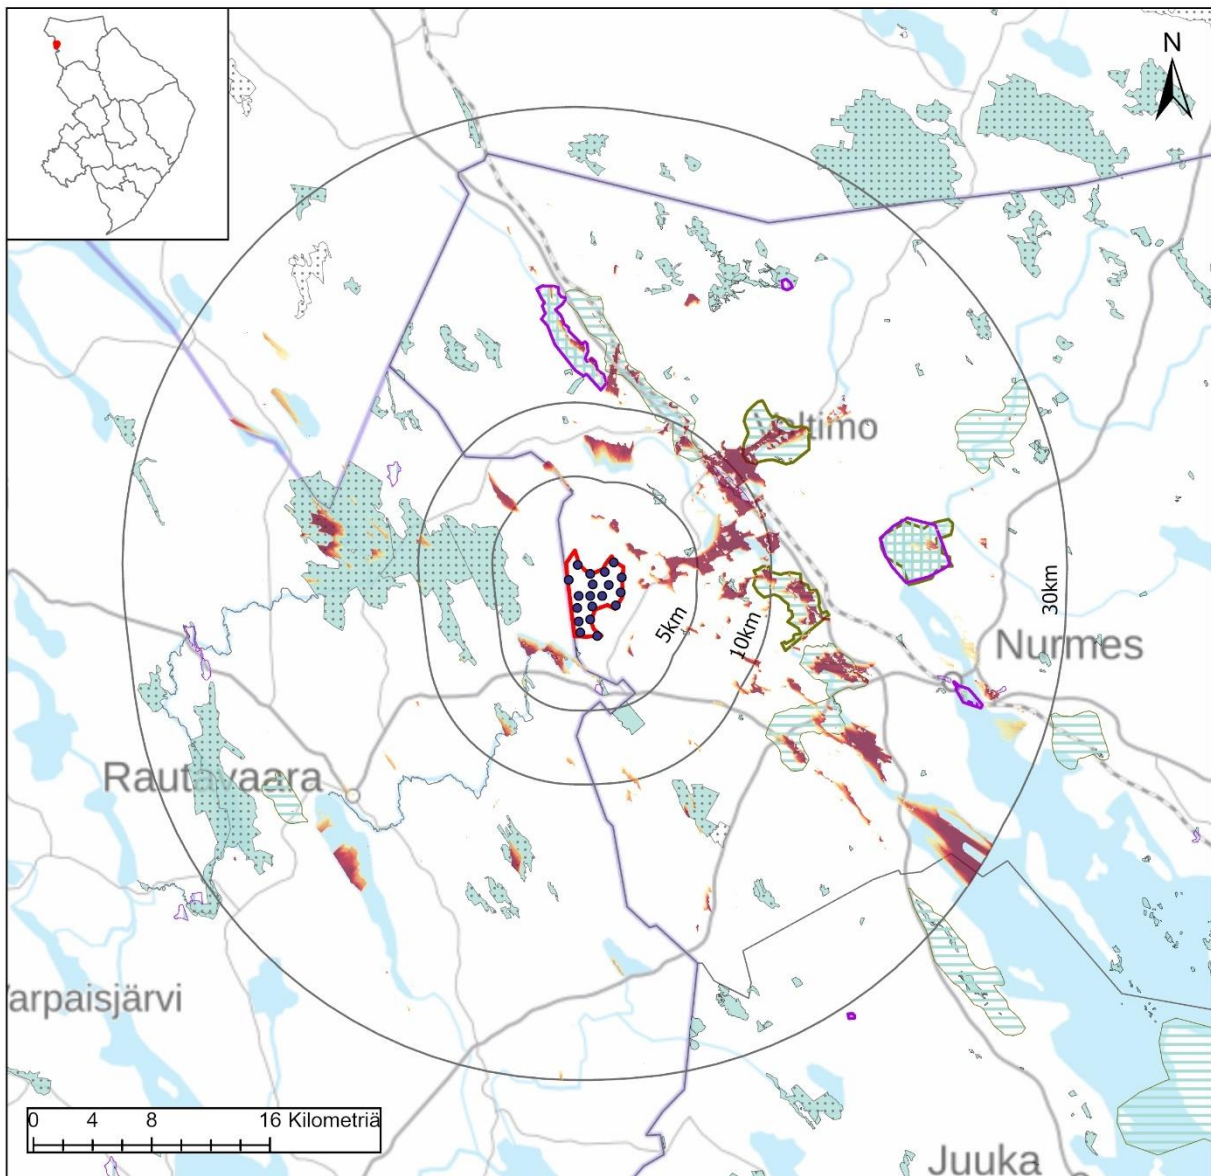 N
Valtimo
30km
5km
10km
Nurmes
Rautavaara
Varpaisjärvi
0 4 8 16 Kilometriä
Juuka